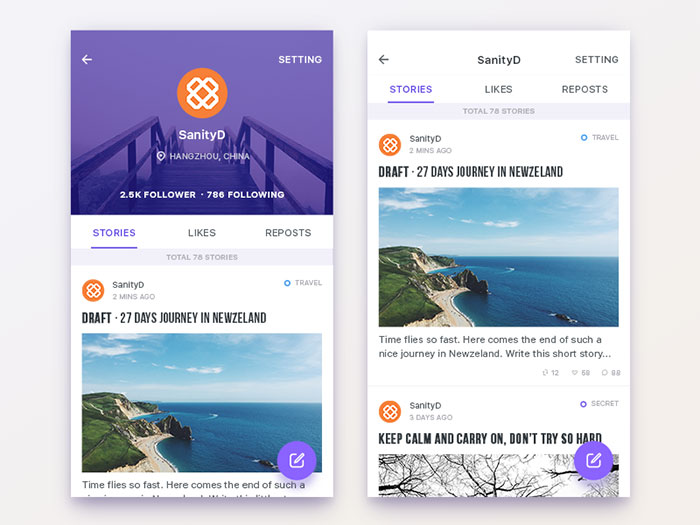 SETTING
SanityD
HANGZHOU, CHINA
2.5K FOLLOWER · 786 FOLLOWING
STORIES LIKES REPOSTS
TOTAL 78 STORIES
SanityD
2 MINS AGO
TRAVEL
DRAFT · 27 DAYS JOURNEY IN NEWZELAND
Time flies so fast. Here comes the end of such a
SanityD
SETTING
STORIES LIKES REPOSTS
TOTAL 78 STORIES
SanityD
2 MINS AGO
TRAVEL
DRAFT · 27 DAYS JOURNEY IN NEWZELAND
Time flies so fast. Here comes the end of such a
nice journey in Newzeland. Write this short story...
12 58 88
SanityD
3 DAYS AGO
SECRET
KEEP CALM AND CARRY ON, DON'T TRY SO HARD